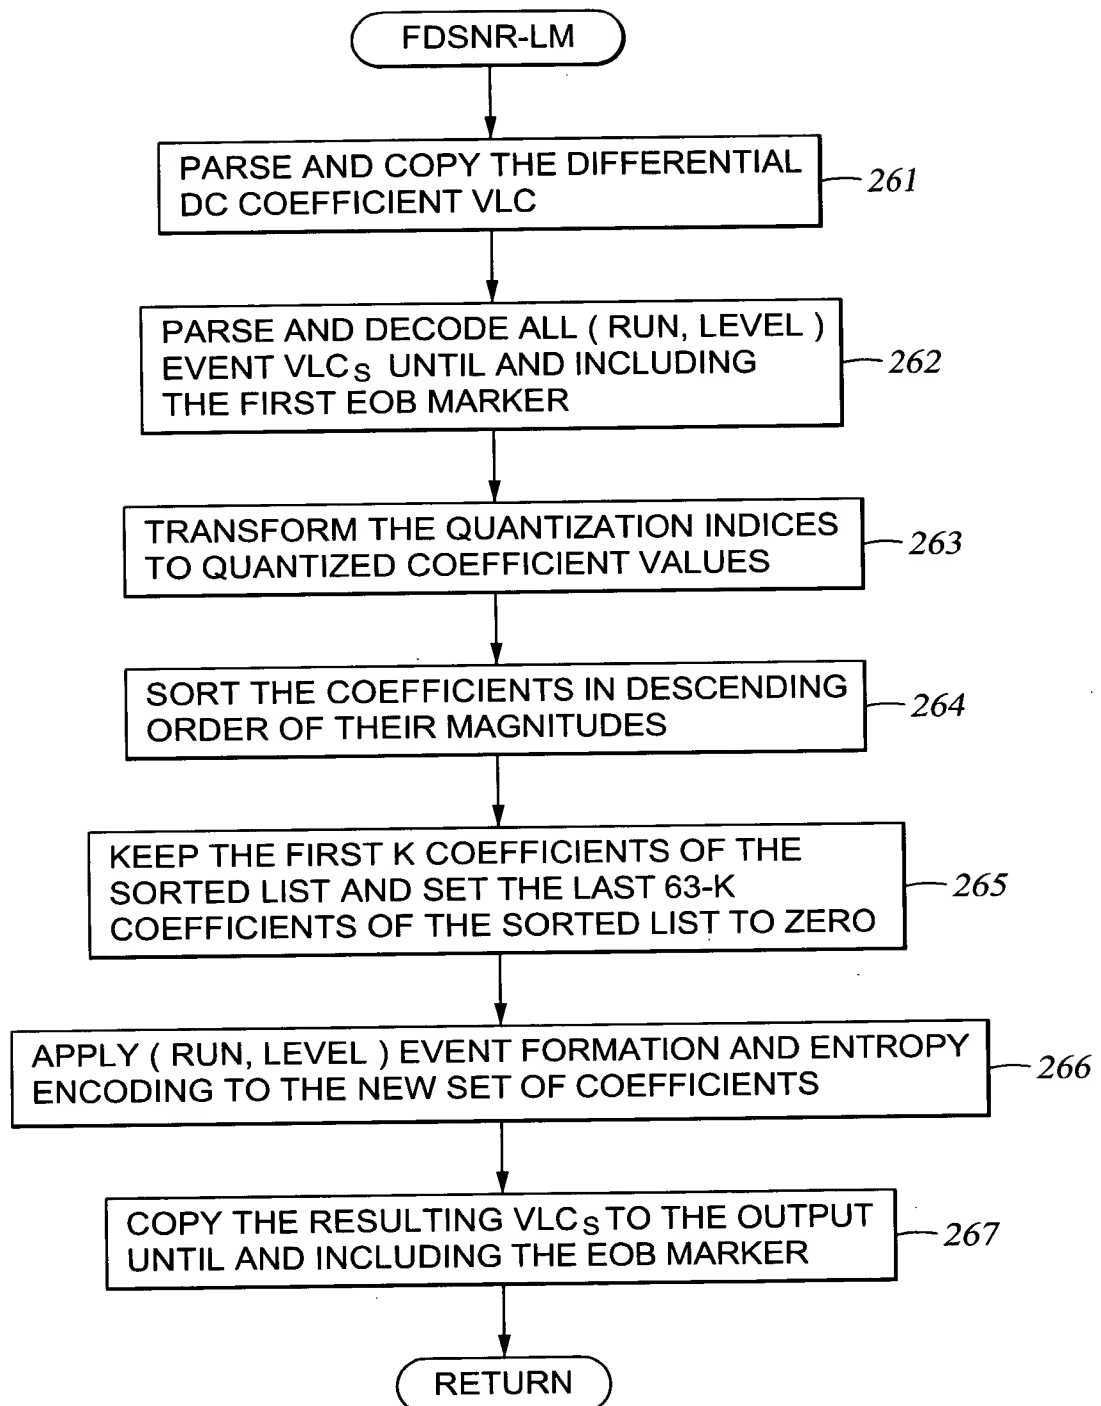 FDSNR-LM
PARSE AND COPY THE DIFFERENTIAL
DC COEFFICIENT VLC
261
PARSE AND DECODE ALL ( RUN, LEVEL )
EVENT VLCS UNTIL AND INCLUDING
THE FIRST EOB MARKER
262
TRANSFORM THE QUANTIZATION INDICES
TO QUANTIZED COEFFICIENT VALUES
263
SORT THE COEFFICIENTS IN DESCENDING
ORDER OF THEIR MAGNITUDES
264
KEEP THE FIRST K COEFFICIENTS OF THE
SORTED LIST AND SET THE LAST 63-K
COEFFICIENTS OF THE SORTED LIST TO ZERO
265
APPLY ( RUN, LEVEL ) EVENT FORMATION AND ENTROPY
ENCODING TO THE NEW SET OF COEFFICIENTS
266
COPY THE RESULTING VLCS TO THE OUTPUT
UNTIL AND INCLUDING THE EOB MARKER
267
RETURN